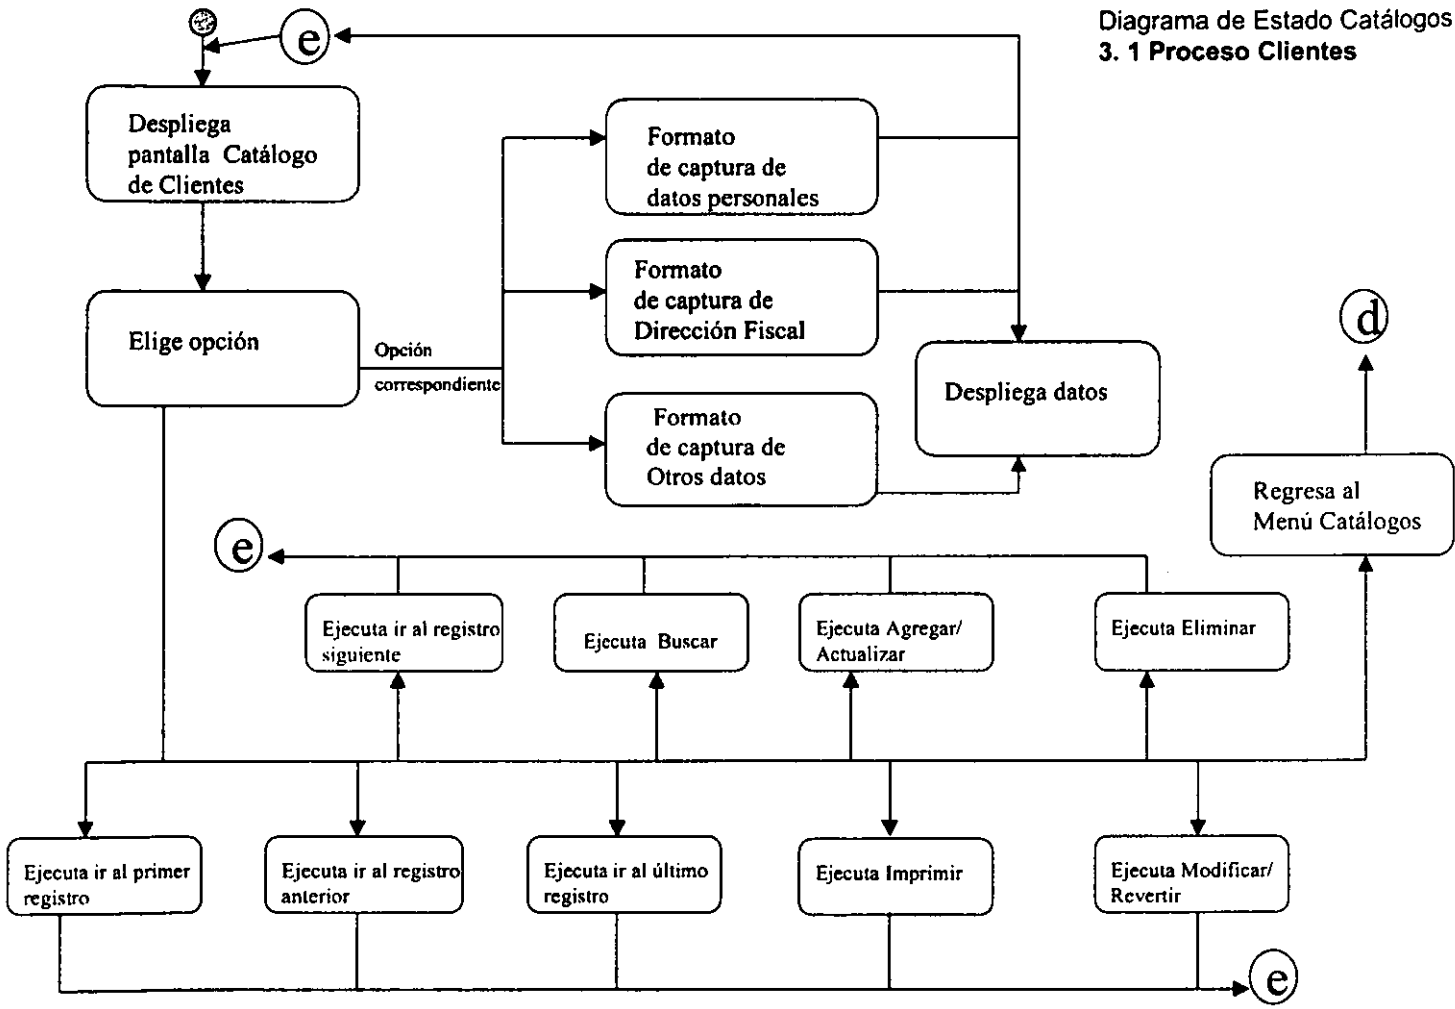 Diagrama de Estado Catálogos
3. 1 Proceso Clientes
e
Despliega
pantalla Catálogo
de Clientes
Formato
de captura de
datos personales
Formato
de captura de
Dirección Fiscal
Elige opción
Opción
correspondiente
d
Despliega datos
Formato
de captura de
Otros datos
Regresa al
Menú Catálogos
e
Ejecuta ir al registro
siguiente
Ejecuta Buscar
Ejecuta Agregar/
Actualizar
Ejecuta Eliminar
Ejecuta ir al primer
registro
Ejecuta ir al registro
anterior
Ejecuta ir al último
registro
Ejecuta Imprimir
Ejecuta Modificar/
Revertir
e